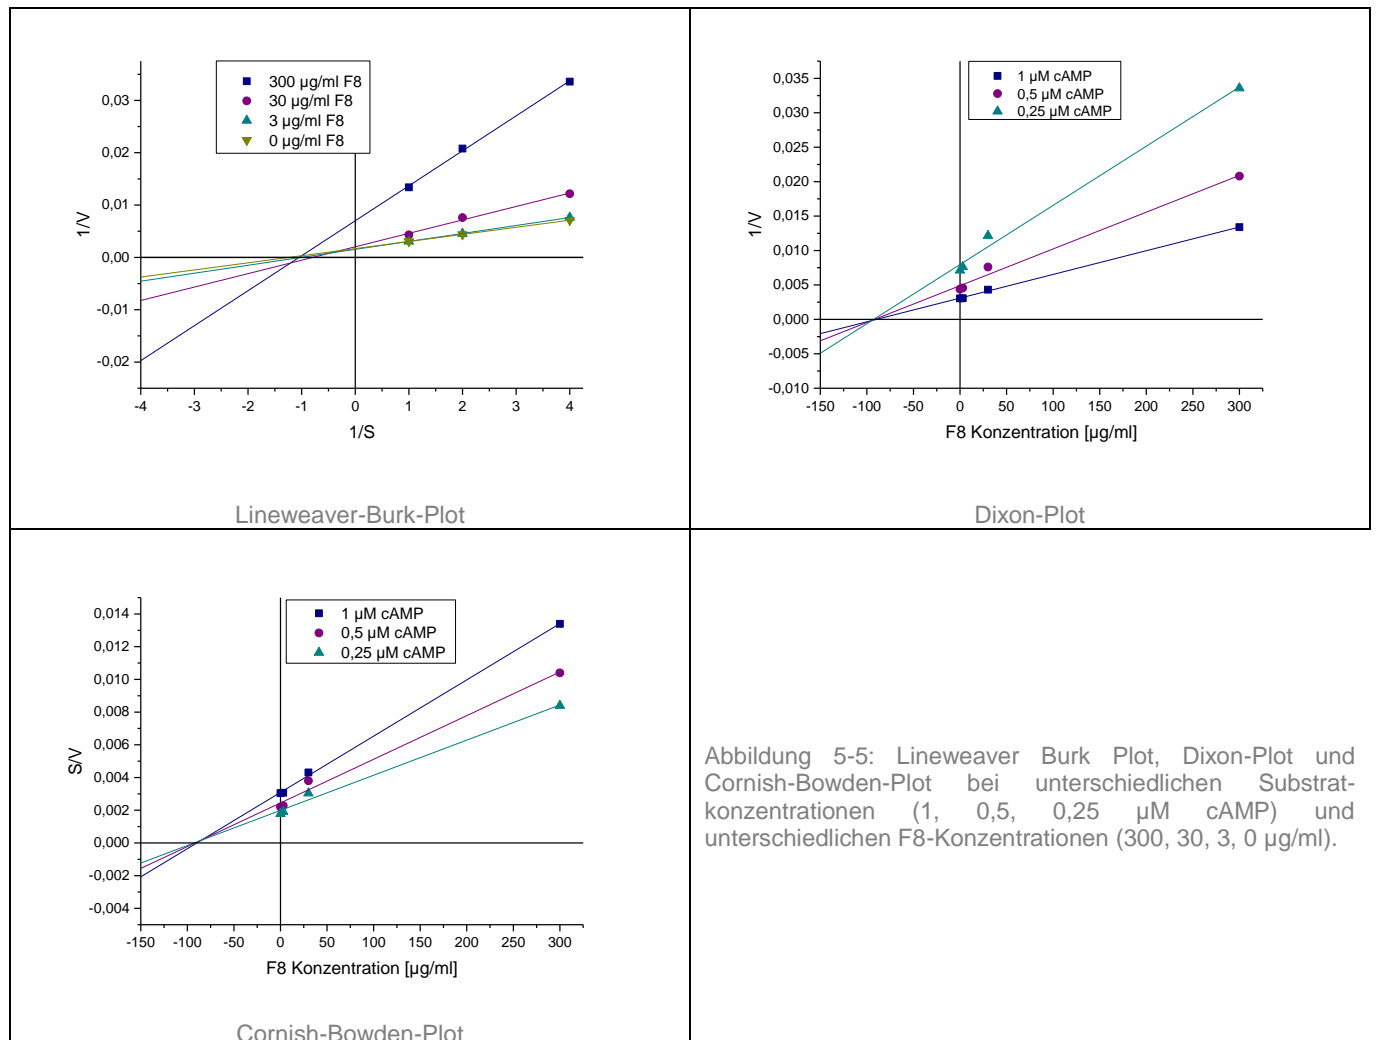 300 µg/ml F8
30 µg/ml F8
3 µg/ml F8
0 µg/ml F8
0,03
0,02
0,01
0,00
-0,01
-0,02
1/V
-4 -3 -2 -1 0 1 2 3 4
1/S
Lineweaver-Burk-Plot
1 µM cAMP
0,5 µM cAMP
0,25 µM cAMP
0,035
0,030
0,025
0,020
0,015
0,010
0,005
0,000
-0,005
-0,010
1/V
-150 -100 -50 0 50 100 150 200 250 300
F8 Konzentration [µg/ml]
Dixon-Plot
1 µM cAMP
0,5 µM cAMP
0,25 µM cAMP
0,014
0,012
0,010
0,008
0,006
0,004
0,002
0,000
-0,002
-0,004
S/V
-150 -100 -50 0 50 100 150 200 250 300
F8 Konzentration [µg/ml]
Cornish-Bowden-Plot
Abbildung 5-5: Lineweaver Burk Plot, Dixon-Plot und
Cornish-Bowden-Plot bei unterschiedlichen Substrat-
konzentrationen (1, 0,5, 0,25 µM cAMP) und
unterschiedlichen F8-Konzentrationen (300, 30, 3, 0 µg/ml).